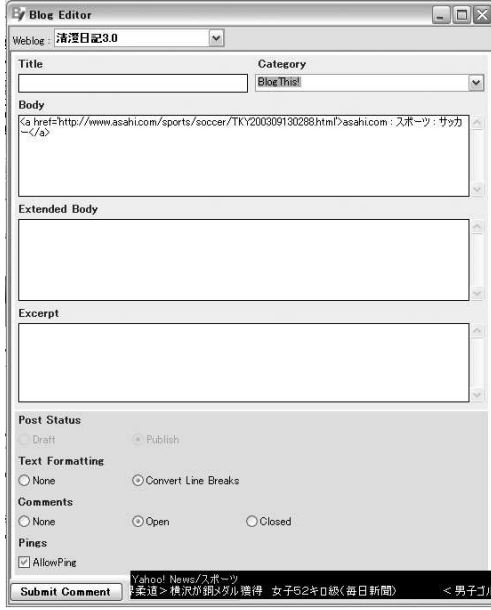 Blog Editor
Weblog : 清澄日記3.0
Title
Category
BlogThis!
Body
<a href='http://www.asahi.com/sports/soccer/TKY200309130288.html'>asahi.com : スポーツ : サッカ
ー</a>
Extended Body
Excerpt
Post Status
Draft Publish
Text Formatting
None Convert Line Breaks
Comments
None Open Closed
Pings
AllowPing
Yahoo! News/スポーツ
Submit Comment 柔道>横沢が銅メダル獲得 女子52キロ級(毎日新聞) <男子ゴ